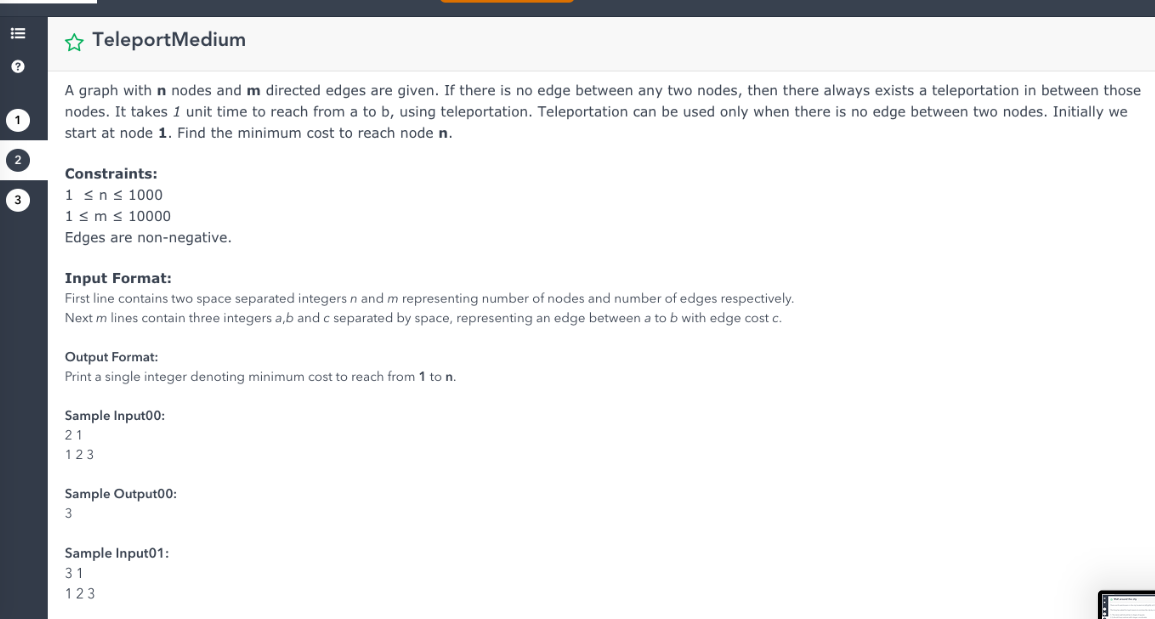 TeleportMedium
?
A graph with n nodes and m directed edges are given. If there is no edge between any two nodes, then there always exists a teleportation in between those
nodes. It takes 1 unit time to reach from a to b, using teleportation. Teleportation can be used only when there is no edge between two nodes. Initially we
1
start at node 1. Find the minimum cost to reach node n.
2
Constraints:
1 ≤ n ≤ 1000
3
1 ≤ m ≤ 10000
Edges are non-negative.
Input Format:
First line contains two space separated integers n and m representing number of nodes and number of edges respectively.
Next m lines contain three integers a,b and c separated by space, representing an edge between a to b with edge cost c.
Output Format:
Print a single integer denoting minimum cost to reach from 1 to n.
Sample Input00:
2 1
1 2 3
Sample Output00:
3
Sample Input01:
3 1
1 2 3